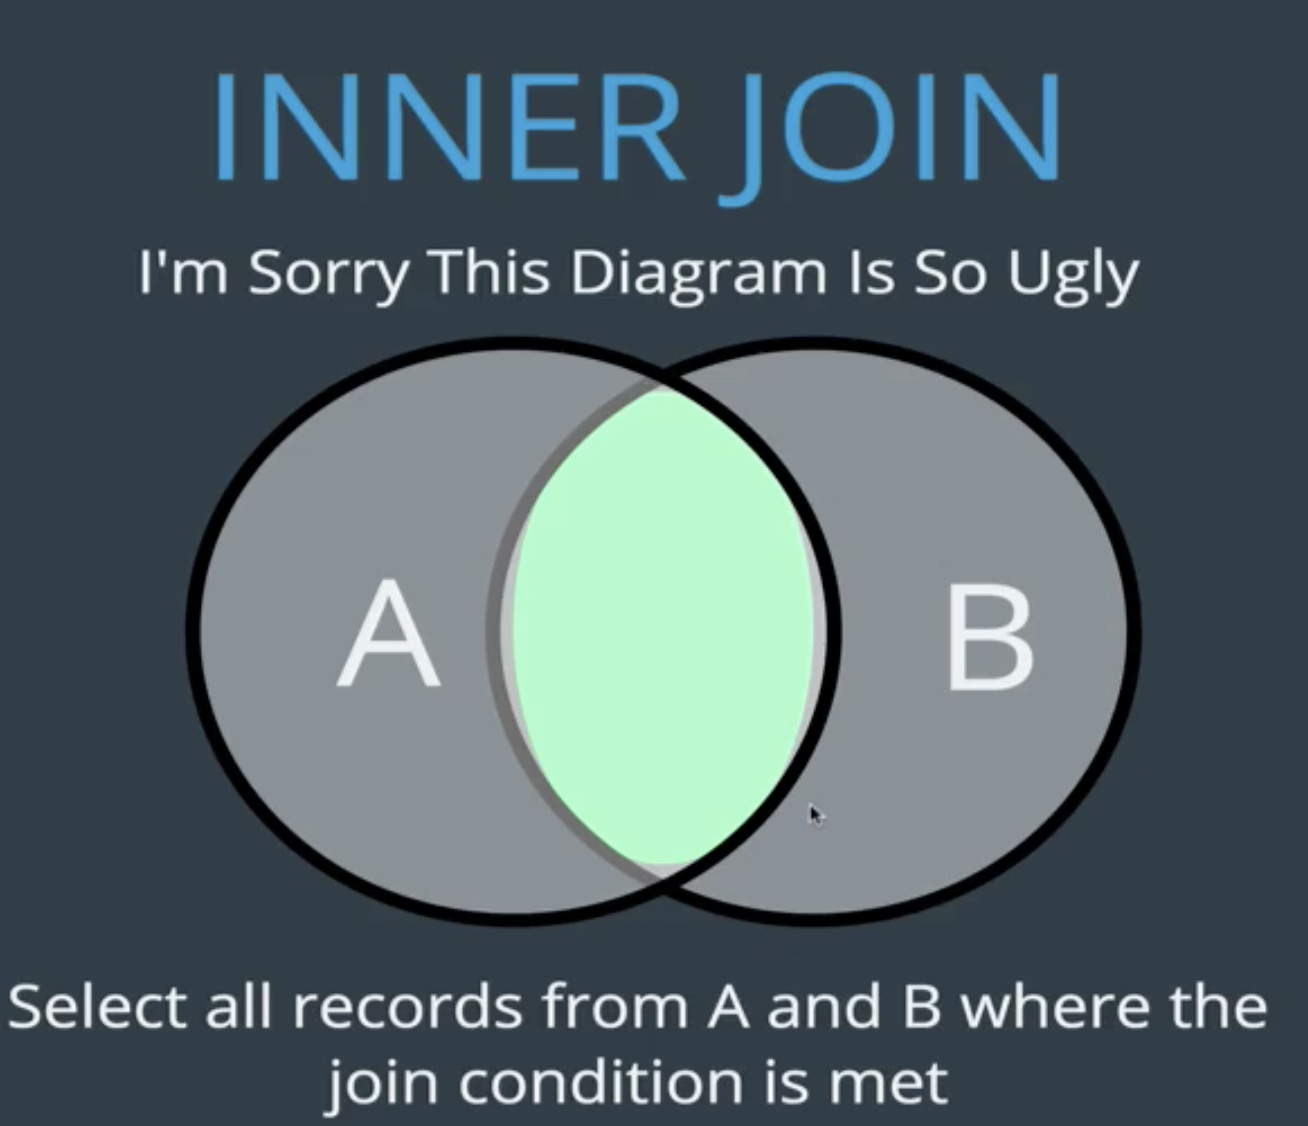 INNER JOIN
I'm Sorry This Diagram Is So Ugly
A
B
Select all records from A and B where the
join condition is met